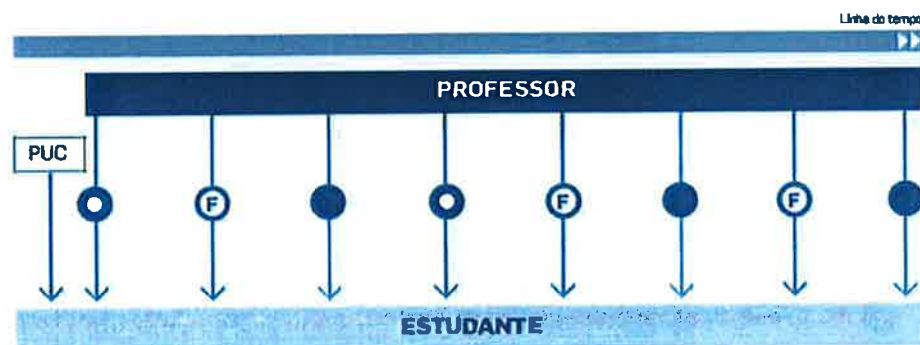 Linha do tempo
PROFESSOR
PUC
F
F
F
ESTUDANTE